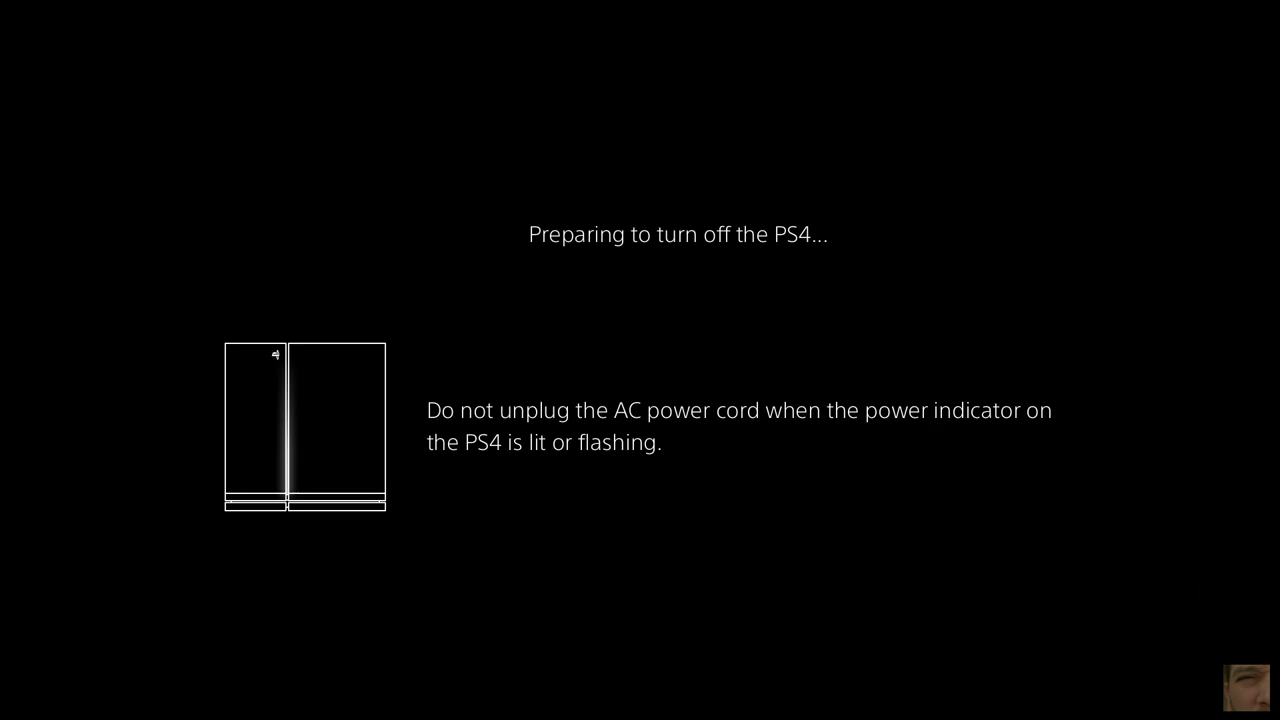 Preparing to turn off the PS4...
Do not unplug the AC power cord when the power indicator on
the PS4 is lit or flashing.